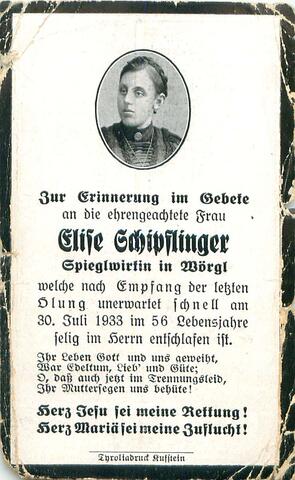 Zur Erinnerung im Gebete
an die ehrengeachtete Frau
Elise Schipflinger
Spieglwirtin in Wörgl
welche nach Empfang der letzten
Ölung unerwartet schnell am
30. Juli 1933 im 56 Lebensjahre
selig im Herrn entschlafen ist.
Ihr Leben Gott und uns geweiht,
War Edeltum, Lieb' und Güte;
O, daß auch jetzt im Trennungsleid,
Ihr Muttersegen uns behüte!
Herz Jesu sei meine Rettung!
Herz Mariä sei meine Zuflucht!
Tyroliadruck Kufstein